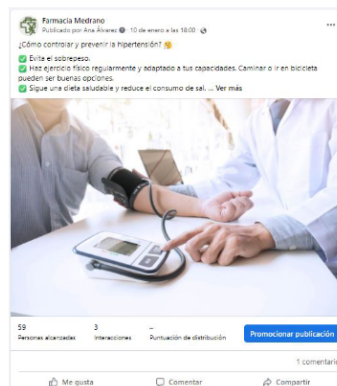 Farmacia Medrano
Publicado por Ana Álvarez · 10 de enero a las 18:00 ·
¿Cómo controlar y prevenir la hipertensión?
Evita el sobrepeso.
Haz ejercicio físico regularmente y adaptado a tus capacidades. Caminar o ir en bicicleta
pueden ser buenas opciones.
Sigue una dieta saludable y reduce el consumo de sal. ... Ver más
59 3 –
Personas alcanzadas Interacciones Puntuación de distribución Promocionar publicación
1 comentario
Me gusta Comentar Compartir